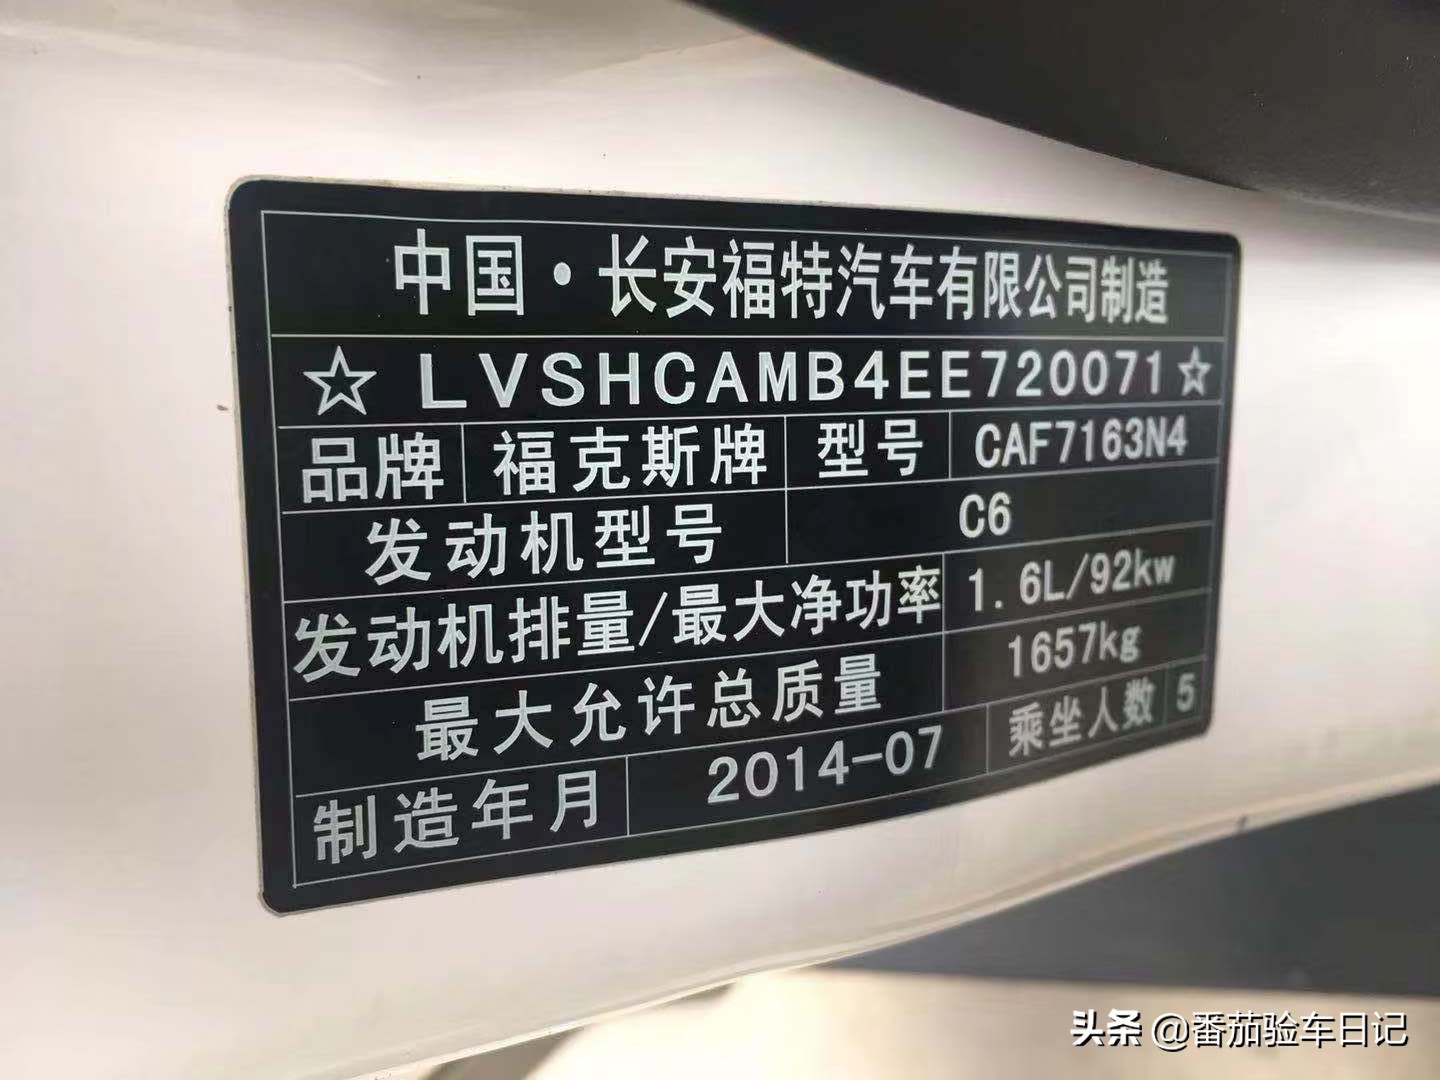 中国·长安福特汽车有限公司制造
☆LVSHCAMB4EE720071☆
品牌 福克斯牌 型号 CAF7163N4
发动机型号 C6
发动机排量/最大净功率 1.6L/92kw
最大允许总质量 1657kg
制造年月 2014-07 乘坐人数 5
头条 @番茄验车日记